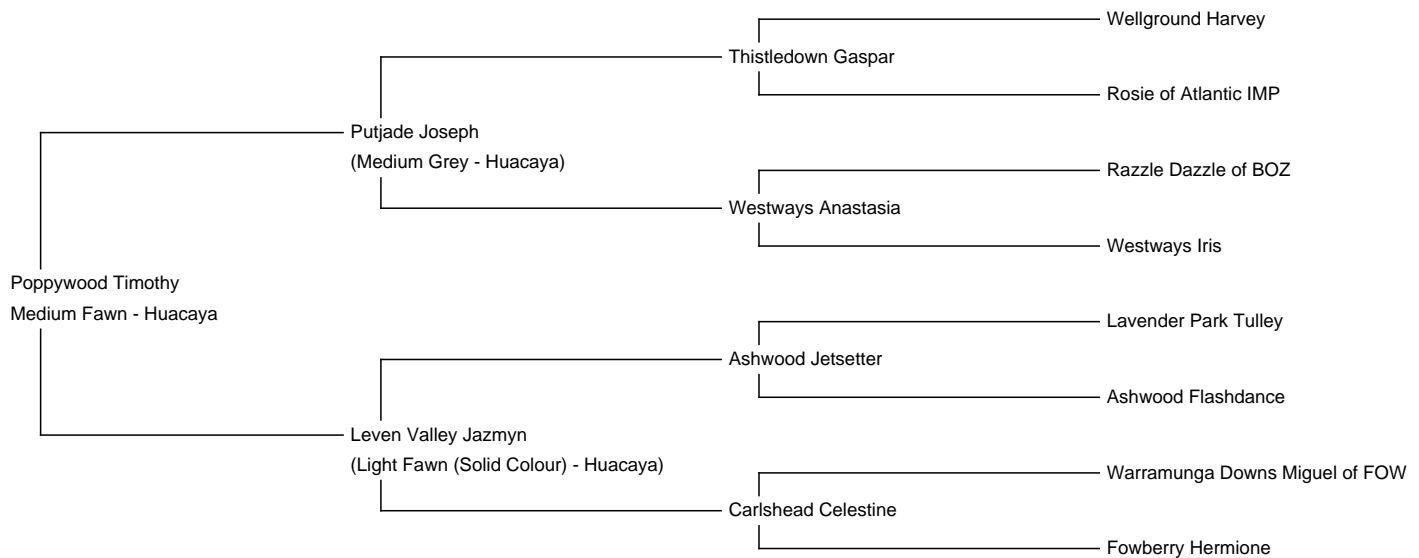 Wellground Harvey
Thistledown Gaspar
Rosie of Atlantic IMP
Putjade Joseph
(Medium Grey - Huacaya)
Razzle Dazzle of BOZ
Westways Anastasia
Westways Iris
Poppywood Timothy
Medium Fawn - Huacaya
Lavender Park Tulley
Ashwood Jetsetter
Ashwood Flashdance
Leven Valley Jazmyn
(Light Fawn (Solid Colour) - Huacaya)
Warramunga Downs Miguel of FOW
Carlshead Celestine
Fowberry Hermione